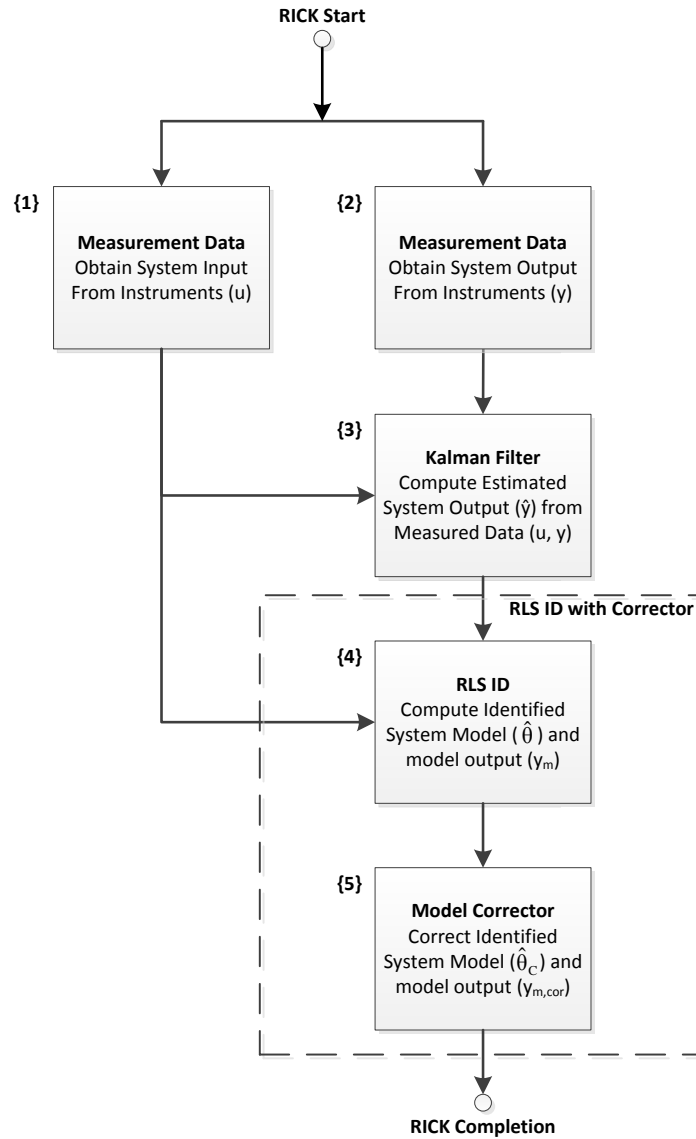 RICK Start
{1}
Measurement Data
Obtain System Input
From Instruments (u)
{2}
Measurement Data
Obtain System Output
From Instruments (y)
{3}
Kalman Filter
Compute Estimated
System Output (ŷ) from
Measured Data (u, y)
RLS ID with Corrector
{4}
RLS ID
Compute Identified
System Model ( θ̂ ) and
model output (yₘ)
{5}
Model Corrector
Correct Identified
System Model (θ̂_C) and
model output (y_m,cor)
RICK Completion